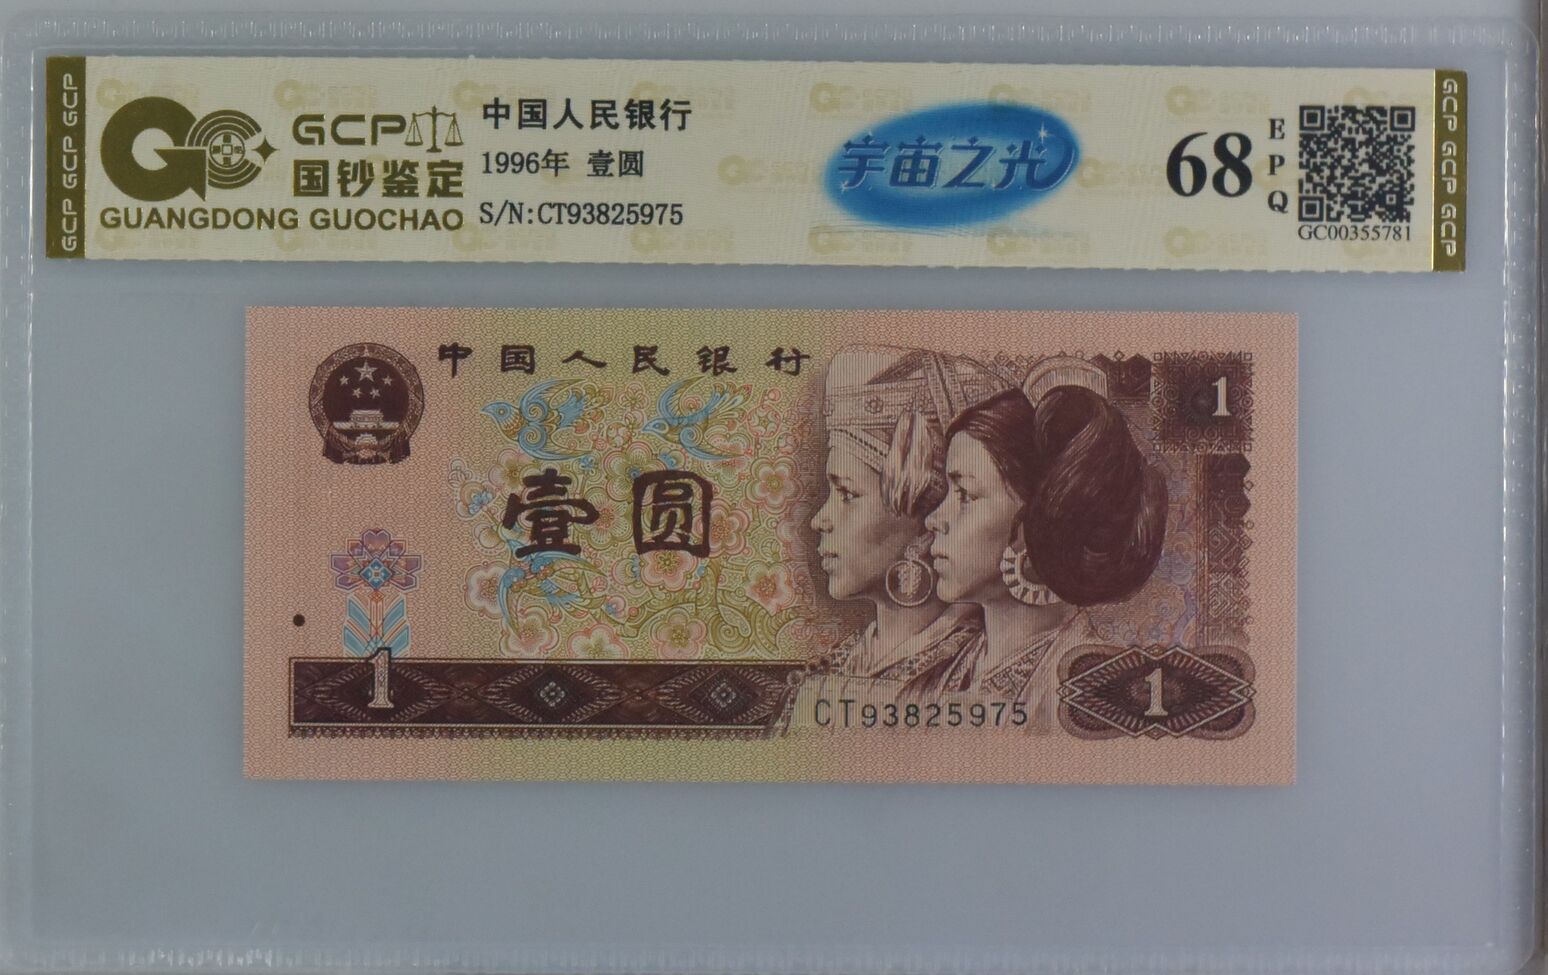 GCP GCP GCP
GCP
国钞鉴定
GUANGDONG GUOCHAO
中国人民银行
1996年 壹圆
S/N:CT93825975
宇宙之光
68
EPQ
GC00355781
GCP GCP GCP
中国人民银行
1
壹圆
1
CT93825975
1